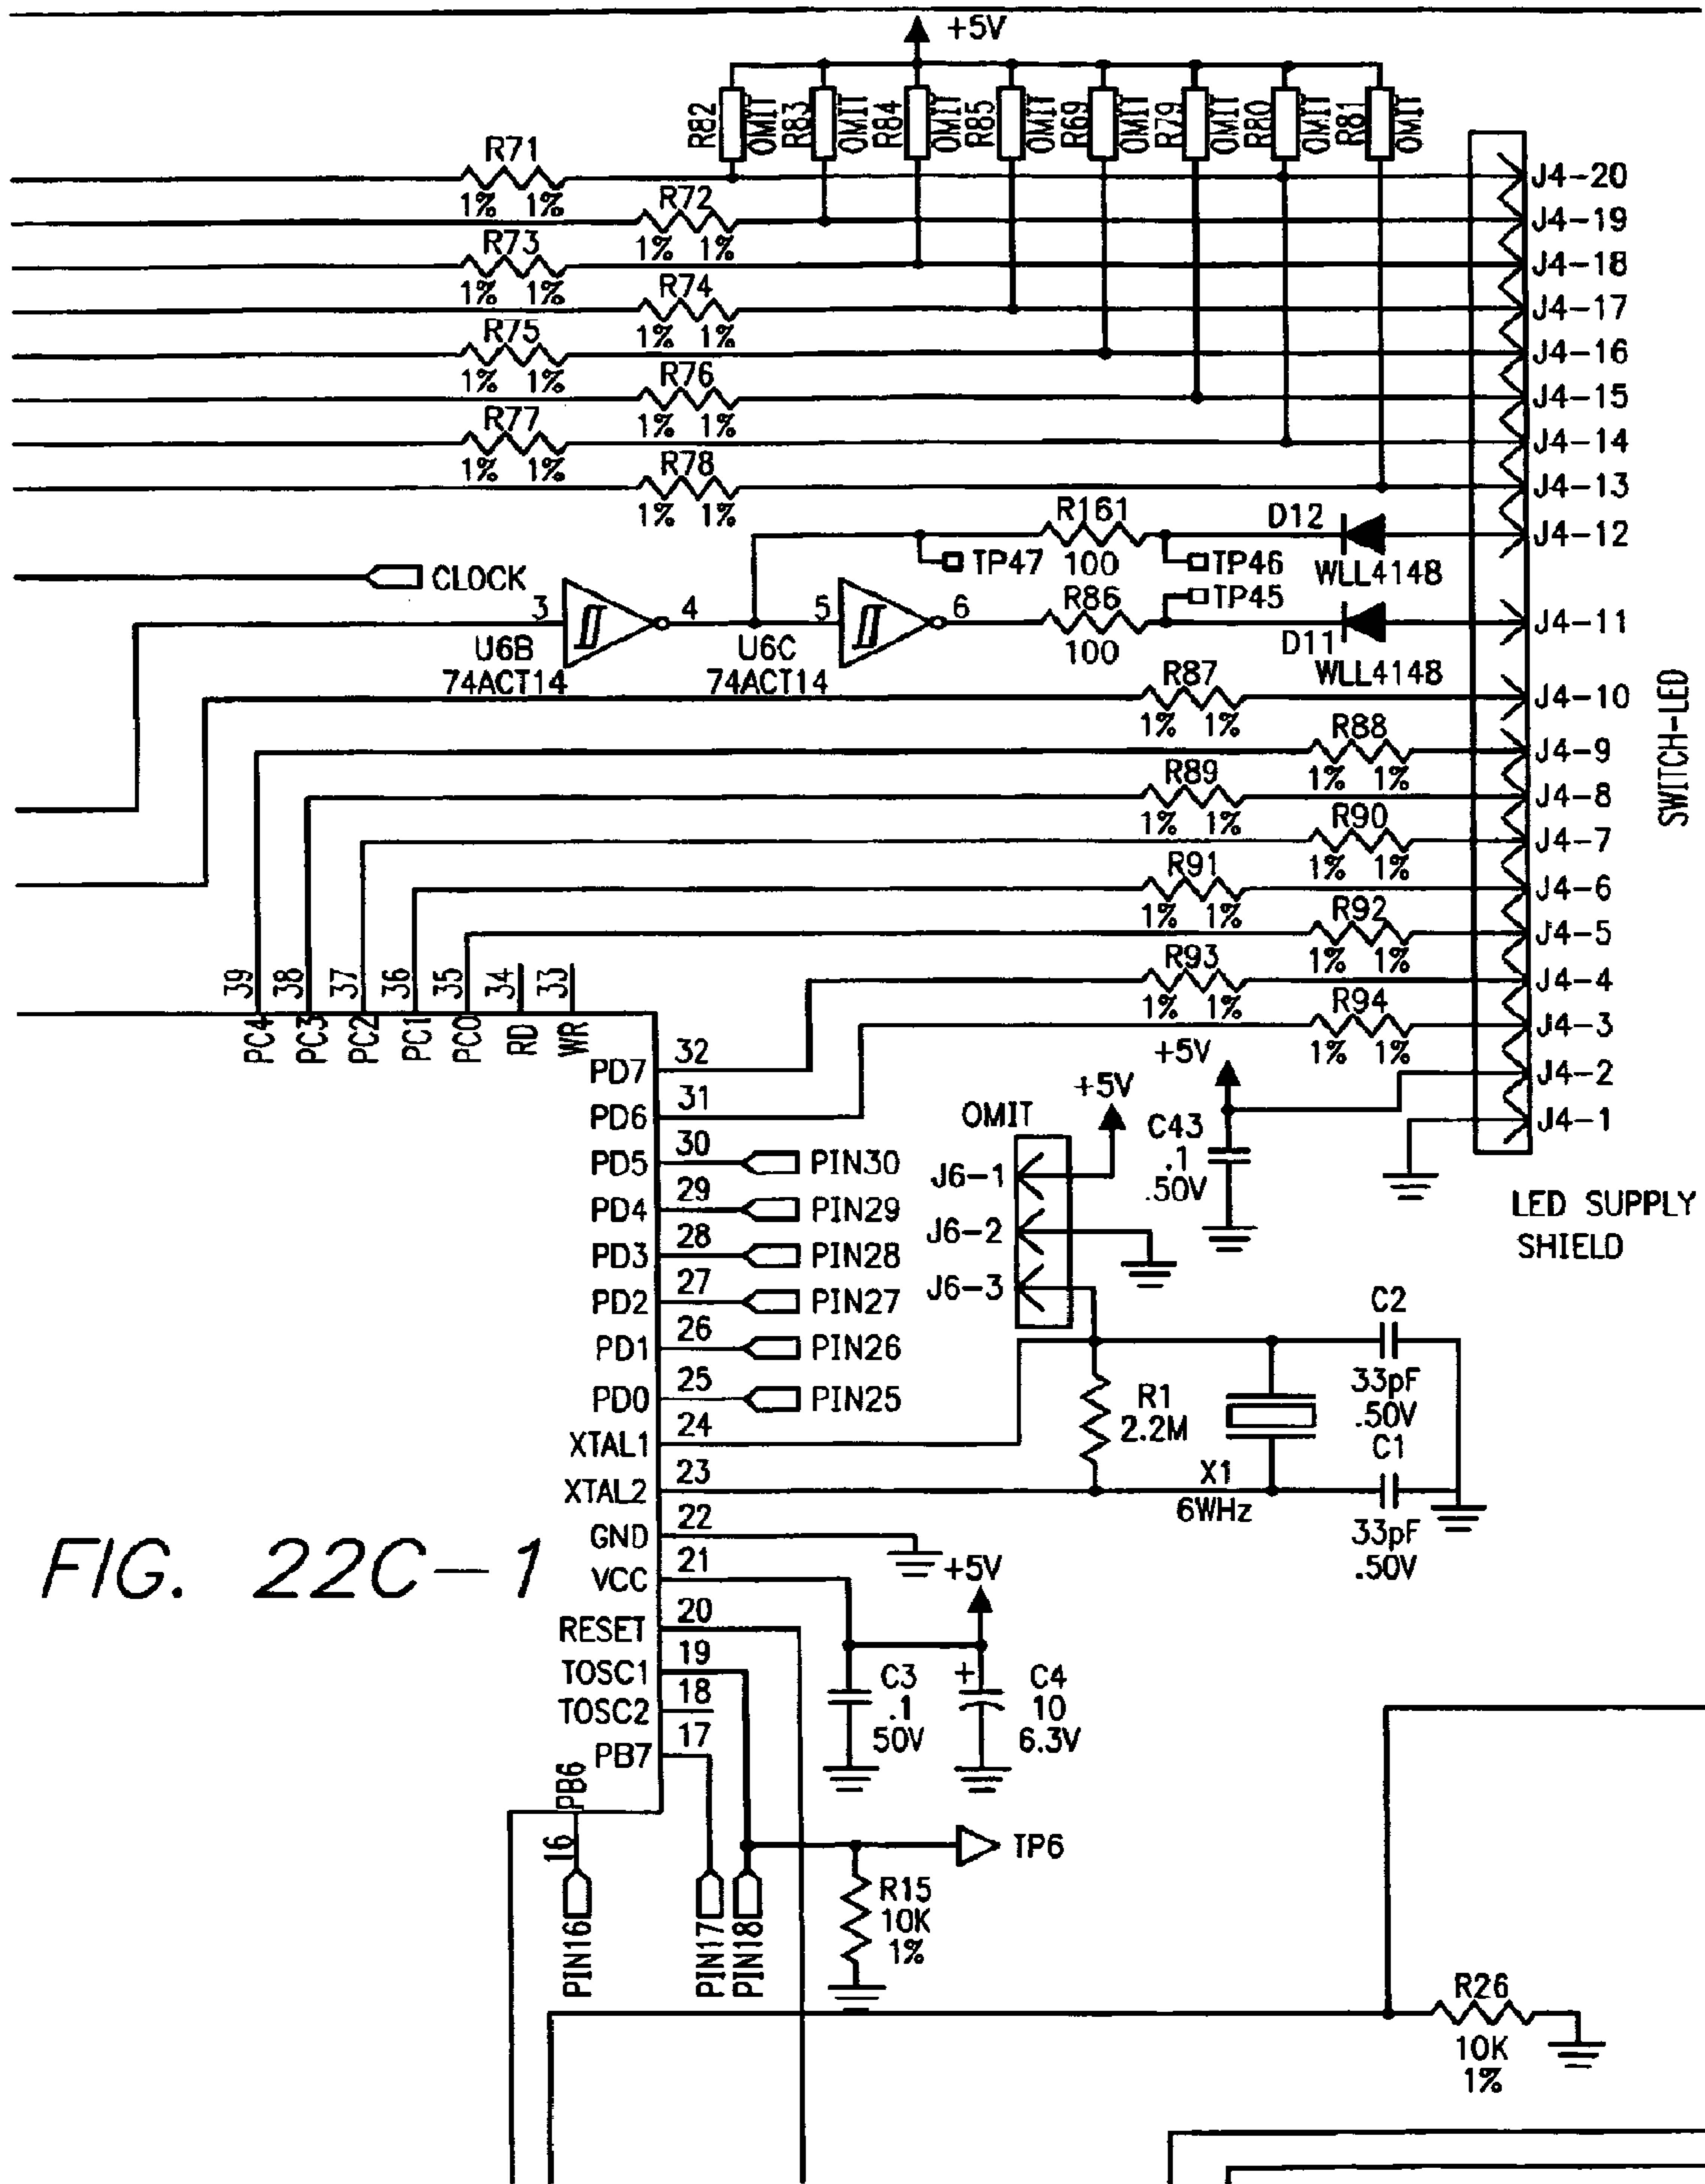 +5V
R82 OMIT
R83 OMIT
R84 OMIT
R85 OMIT
R69 OMIT
R79 OMIT
R80 OMIT
R81 OMIT
R71
1% 1%
J4-20
R72
1% 1%
J4-19
R73
1% 1%
J4-18
R74
1% 1%
J4-17
R75
1% 1%
J4-16
R76
1% 1%
J4-15
R77
1% 1%
J4-14
R78
1% 1%
J4-13
R161
100
D12
WLL4148
J4-12
TP47
TP46
CLOCK
3
4
5
6
U6B
74ACT14
U6C
74ACT14
R86
100
TP45
D11
WLL4148
J4-11
R87
1% 1%
J4-10
R88
1% 1%
J4-9
R89
1% 1%
J4-8
R90
1% 1%
J4-7
R91
1% 1%
J4-6
R92
1% 1%
J4-5
R93
1% 1%
J4-4
R94
1% 1%
J4-3
J4-2
J4-1
SWITCH-LED
LED SUPPLY
SHIELD
39 38 37 36 35 34 33
PC4 PC3 PC2 PC1 PC0 RD WR
PD7 32
PD6 31
PD5 30 PIN30
PD4 29 PIN29
PD3 28 PIN28
PD2 27 PIN27
PD1 26 PIN26
PD0 25 PIN25
XTAL1 24
XTAL2 23
GND 22
VCC 21
RESET 20
TOSC1 19
TOSC2 18
PB7 17
PB6
16
PIN16
PIN17
PIN18
OMIT
+5V
J6-1
J6-2
J6-3
+5V
C43
.1
.50V
R1
2.2M
X1
6WHz
C2
33pF
.50V
C1
33pF
.50V
+5V
C3
.1
50V
+
C4
10
6.3V
TP6
R15
10K
1%
R26
10K
1%
FIG. 22C-1